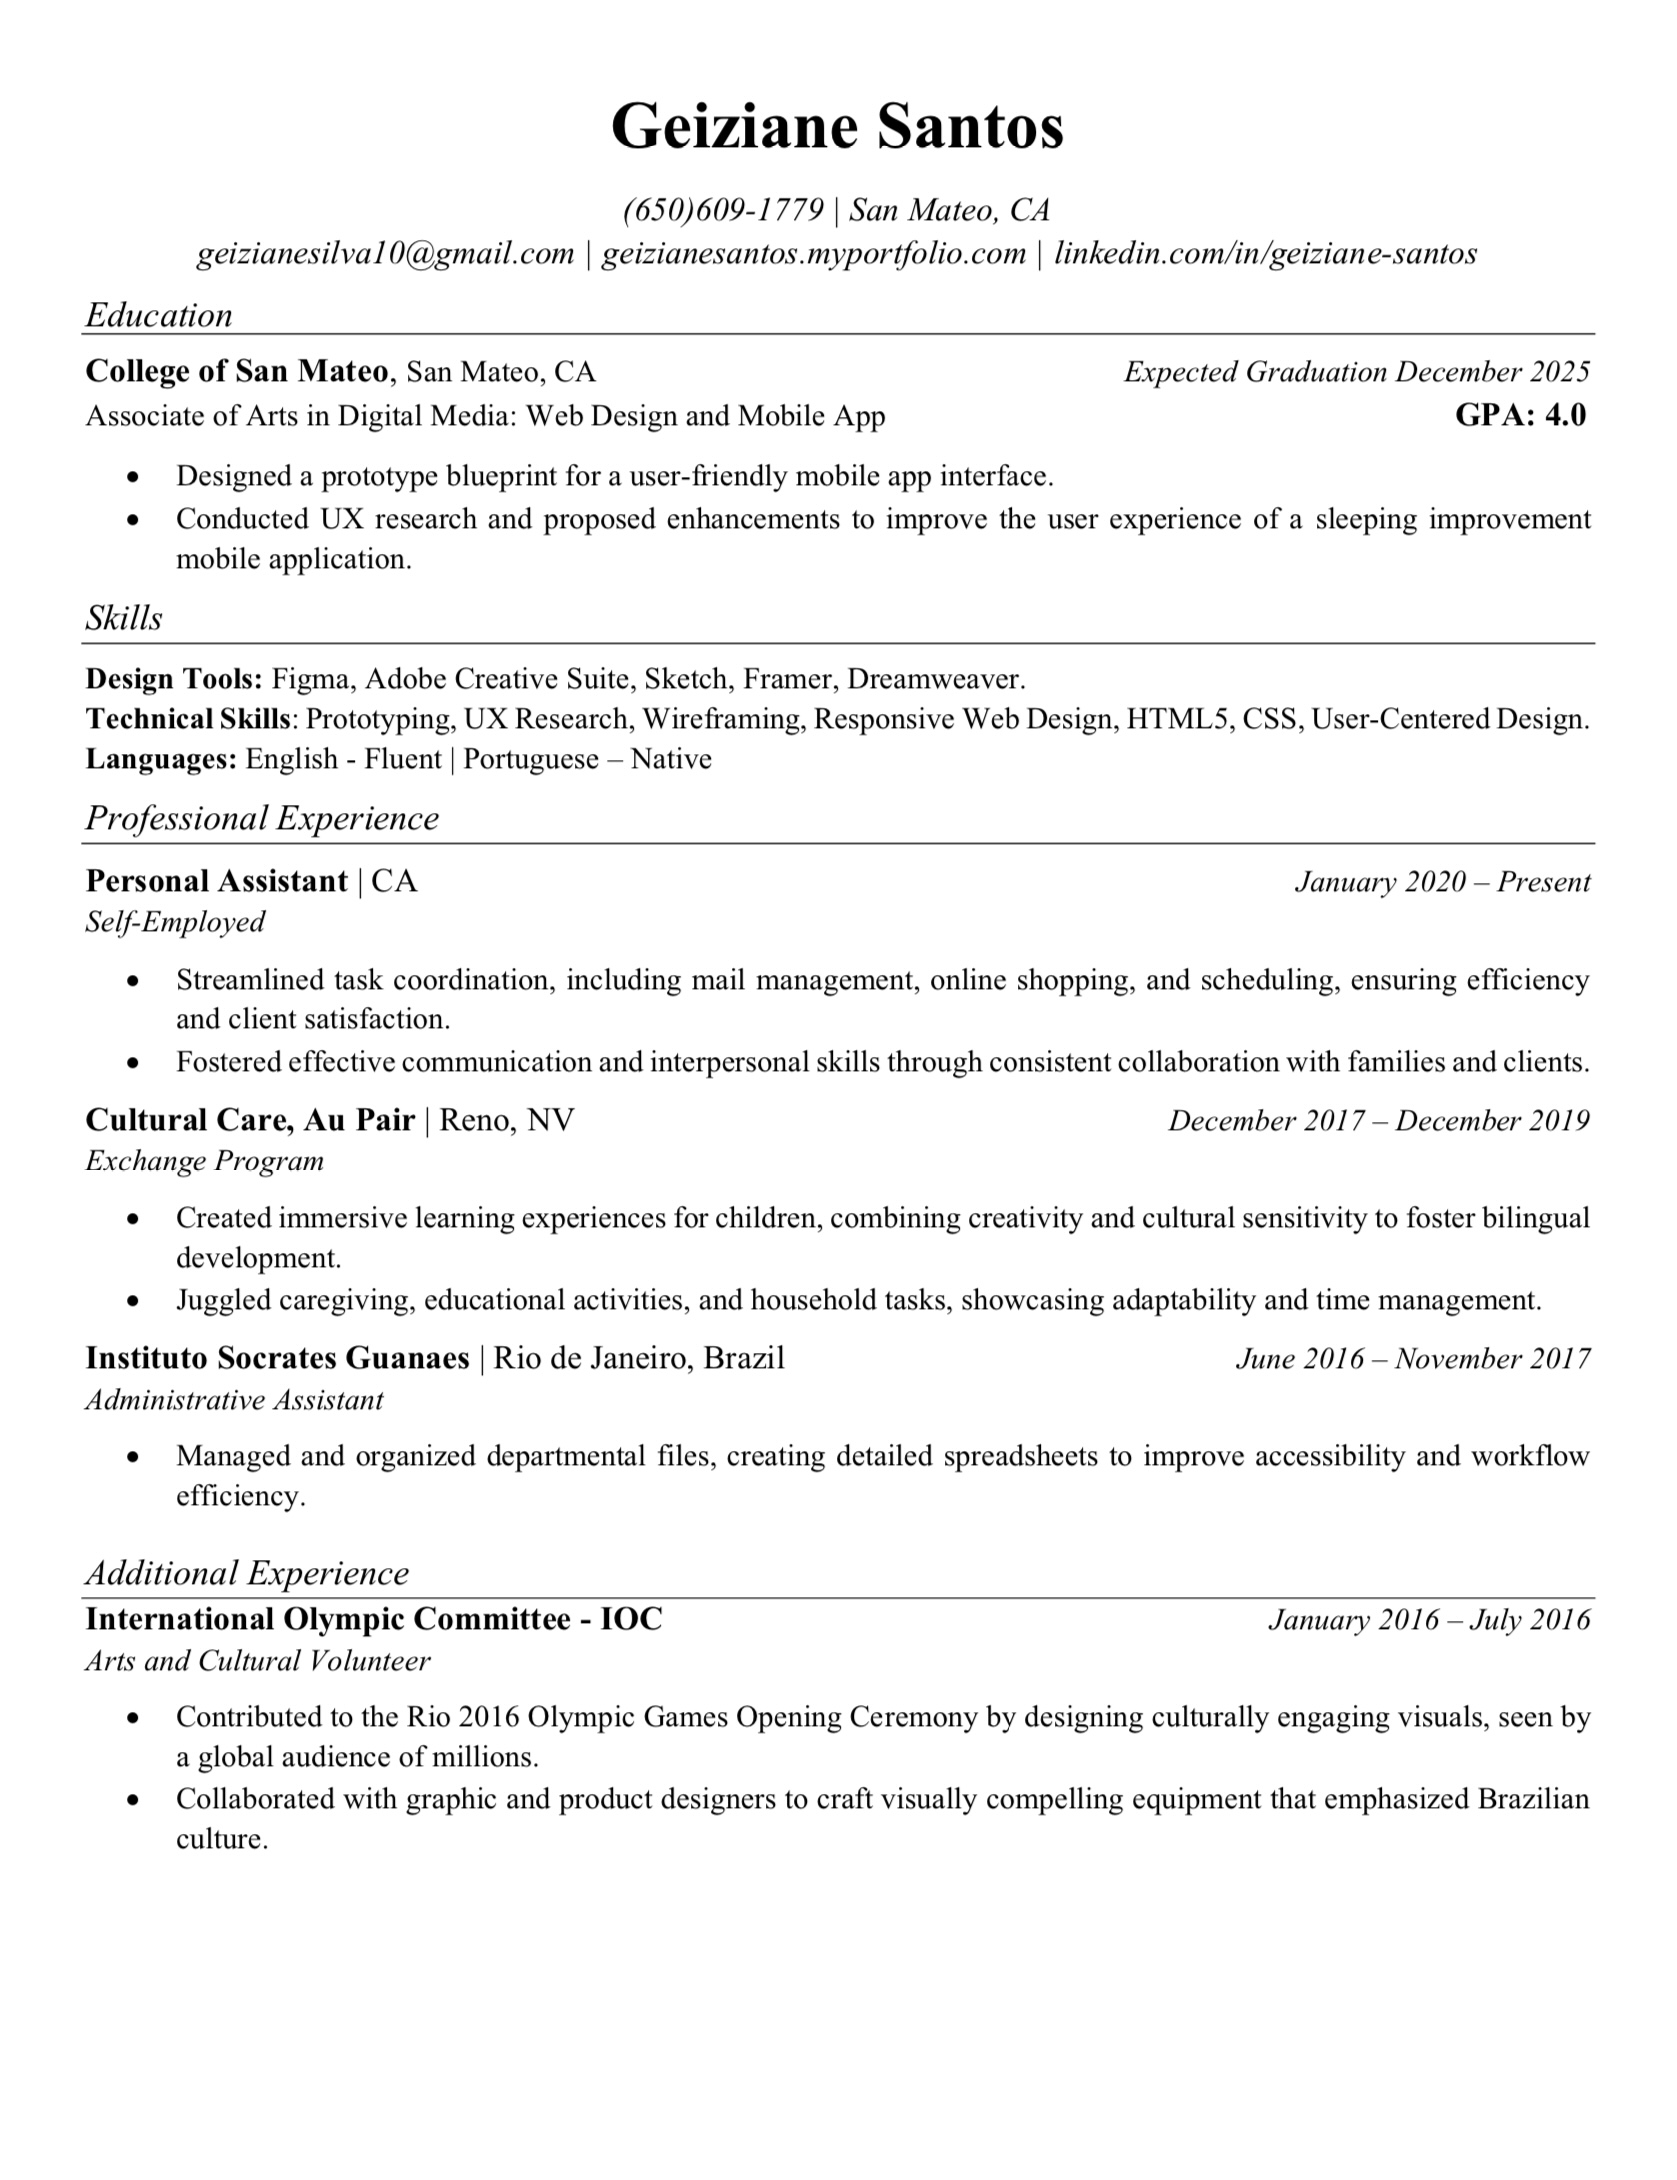 Geiziane Santos
(650)609-1779 | San Mateo, CA
geizianesilva10@gmail.com | geizianesantos.myportfolio.com | linkedin.com/in/geiziane-santos
Education
College of San Mateo, San Mateo, CA Expected Graduation December 2025
Associate of Arts in Digital Media: Web Design and Mobile App GPA: 4.0
• Designed a prototype blueprint for a user-friendly mobile app interface.
• Conducted UX research and proposed enhancements to improve the user experience of a sleeping improvement
mobile application.
Skills
Design Tools: Figma, Adobe Creative Suite, Sketch, Framer, Dreamweaver.
Technical Skills: Prototyping, UX Research, Wireframing, Responsive Web Design, HTML5, CSS, User-Centered Design.
Languages: English - Fluent | Portuguese – Native
Professional Experience
Personal Assistant | CA January 2020 – Present
Self-Employed
• Streamlined task coordination, including mail management, online shopping, and scheduling, ensuring efficiency
and client satisfaction.
• Fostered effective communication and interpersonal skills through consistent collaboration with families and clients.
Cultural Care, Au Pair | Reno, NV December 2017 – December 2019
Exchange Program
• Created immersive learning experiences for children, combining creativity and cultural sensitivity to foster bilingual
development.
• Juggled caregiving, educational activities, and household tasks, showcasing adaptability and time management.
Instituto Socrates Guanaes | Rio de Janeiro, Brazil June 2016 – November 2017
Administrative Assistant
• Managed and organized departmental files, creating detailed spreadsheets to improve accessibility and workflow
efficiency.
Additional Experience
International Olympic Committee - IOC January 2016 – July 2016
Arts and Cultural Volunteer
• Contributed to the Rio 2016 Olympic Games Opening Ceremony by designing culturally engaging visuals, seen by
a global audience of millions.
• Collaborated with graphic and product designers to craft visually compelling equipment that emphasized Brazilian
culture.